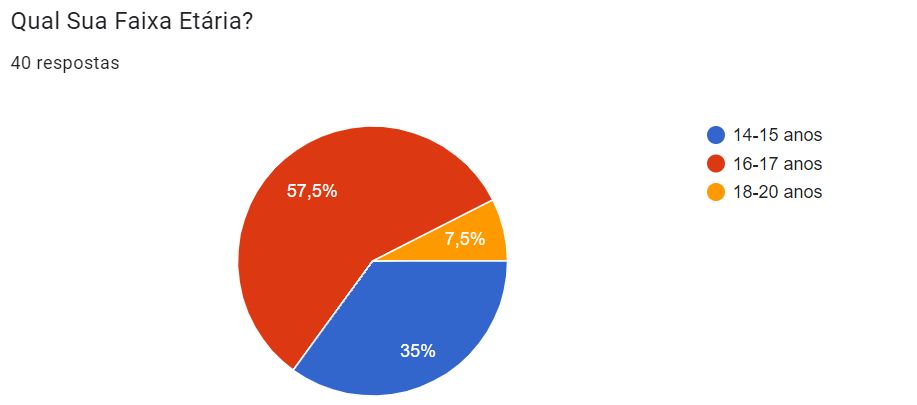 Qual Sua Faixa Etária?
40 respostas
14-15 anos
16-17 anos
18-20 anos
57,5%
7,5%
35%